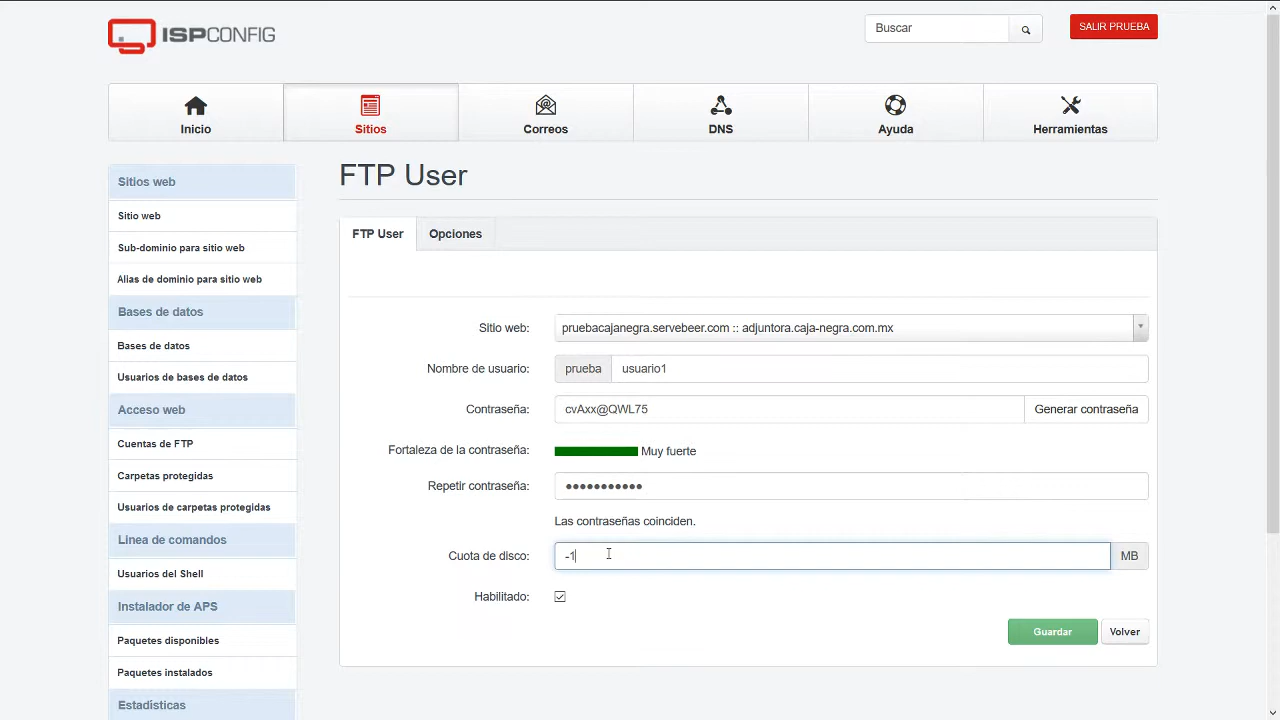 ISPCONFIG
Buscar
SALIR PRUEBA
Inicio
Sitios
Correos
DNS
Ayuda
Herramientas
Sitios web
Sitio web
Sub-dominio para sitio web
Alias de dominio para sitio web
Bases de datos
Bases de datos
Usuarios de bases de datos
Acceso web
Cuentas de FTP
Carpetas protegidas
Usuarios de carpetas protegidas
Linea de comandos
Usuarios del Shell
Instalador de APS
Paquetes disponibles
Paquetes instalados
Estadísticas
FTP User
FTP User Opciones
Sitio web: pruebacajanegra.servebeer.com :: adjuntora.caja-negra.com.mx
Nombre de usuario: prueba usuario1
Contraseña: cvAxx@QWL75 Generar contraseña
Fortaleza de la contraseña: Muy fuerte
Repetir contraseña: ●●●●●●●●●●●
Las contraseñas coinciden.
Cuota de disco: -1 MB
Habilitado:
Guardar Volver